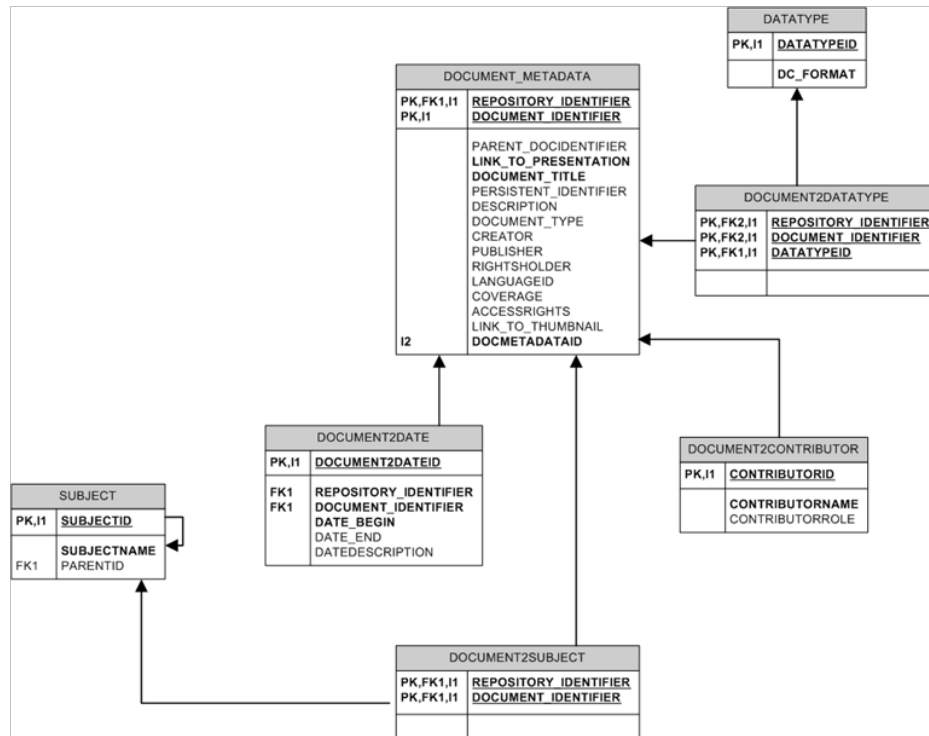 DATATYPE
PK,I1 DATATYPEID
DC_FORMAT
DOCUMENT_METADATA
PK,FK1,I1 REPOSITORY_IDENTIFIER
PK,I1 DOCUMENT_IDENTIFIER
PARENT_DOCIDENTIFIER
LINK_TO_PRESENTATION
DOCUMENT_TITLE
PERSISTENT_IDENTIFIER
DESCRIPTION
DOCUMENT_TYPE
CREATOR
PUBLISHER
RIGHTSHOLDER
LANGUAGEID
COVERAGE
ACCESSRIGHTS
LINK_TO_THUMBNAIL
I2 DOCMETADATAID
DOCUMENT2DATATYPE
PK,FK2,I1 REPOSITORY_IDENTIFIER
PK,FK2,I1 DOCUMENT_IDENTIFIER
PK,FK1,I1 DATATYPEID
DOCUMENT2DATE
PK,I1 DOCUMENT2DATEID
FK1 REPOSITORY_IDENTIFIER
FK1 DOCUMENT_IDENTIFIER
DATE_BEGIN
DATE_END
DATEDESCRIPTION
DOCUMENT2CONTRIBUTOR
PK,I1 CONTRIBUTORID
CONTRIBUTORNAME
CONTRIBUTORROLE
SUBJECT
PK,I1 SUBJECTID
SUBJECTNAME
FK1 PARENTID
DOCUMENT2SUBJECT
PK,FK1,I1 REPOSITORY_IDENTIFIER
PK,FK1,I1 DOCUMENT_IDENTIFIER